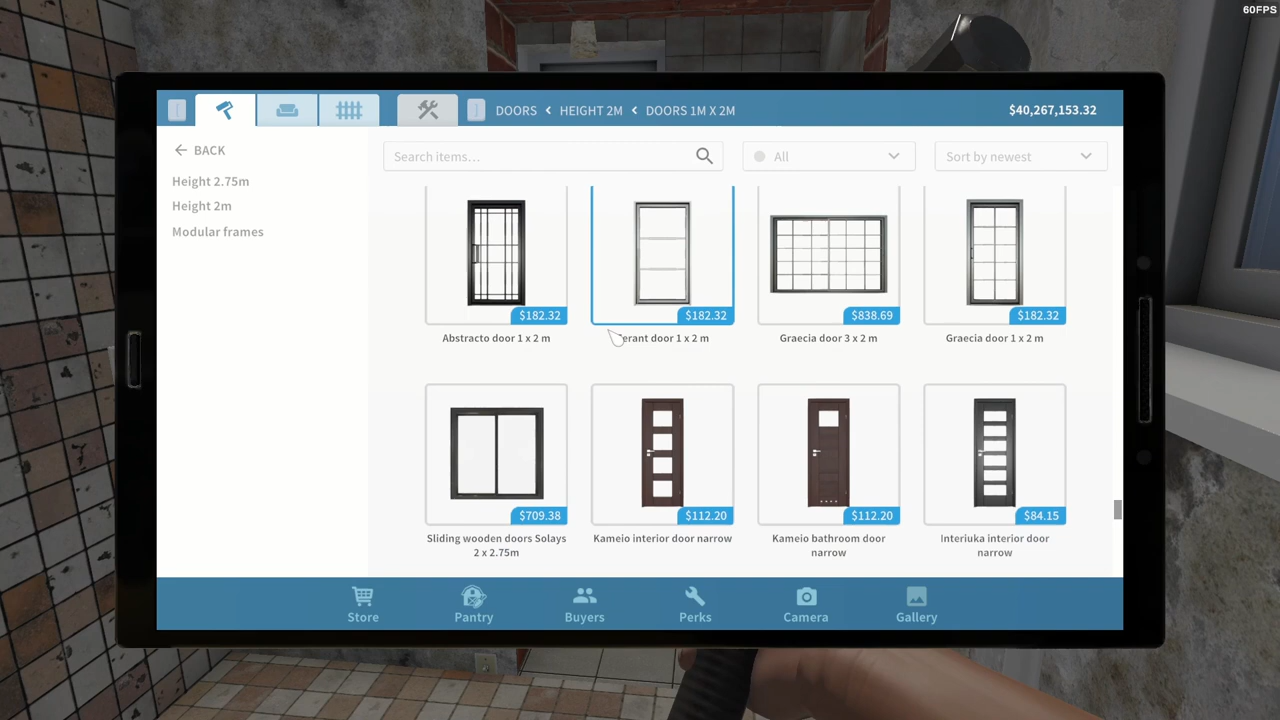 60FPS
DOORS < HEIGHT 2M < DOORS 1M X 2M
$40,267,153.32
BACK
Search items...
All
Sort by newest
Height 2.75m
Height 2m
Modular frames
$182.32
$182.32
$838.69
$182.32
Abstracto door 1 x 2 m
door 1 x 2 m
Graecia door 3 x 2 m
Graecia door 1 x 2 m
$709.38
$112.20
$112.20
$84.15
Sliding wooden doors Solays
2 x 2.75m
Kameio interior door narrow
Kameio bathroom door
narrow
Interiuka interior door
narrow
Store
Pantry
Buyers
Perks
Camera
Gallery